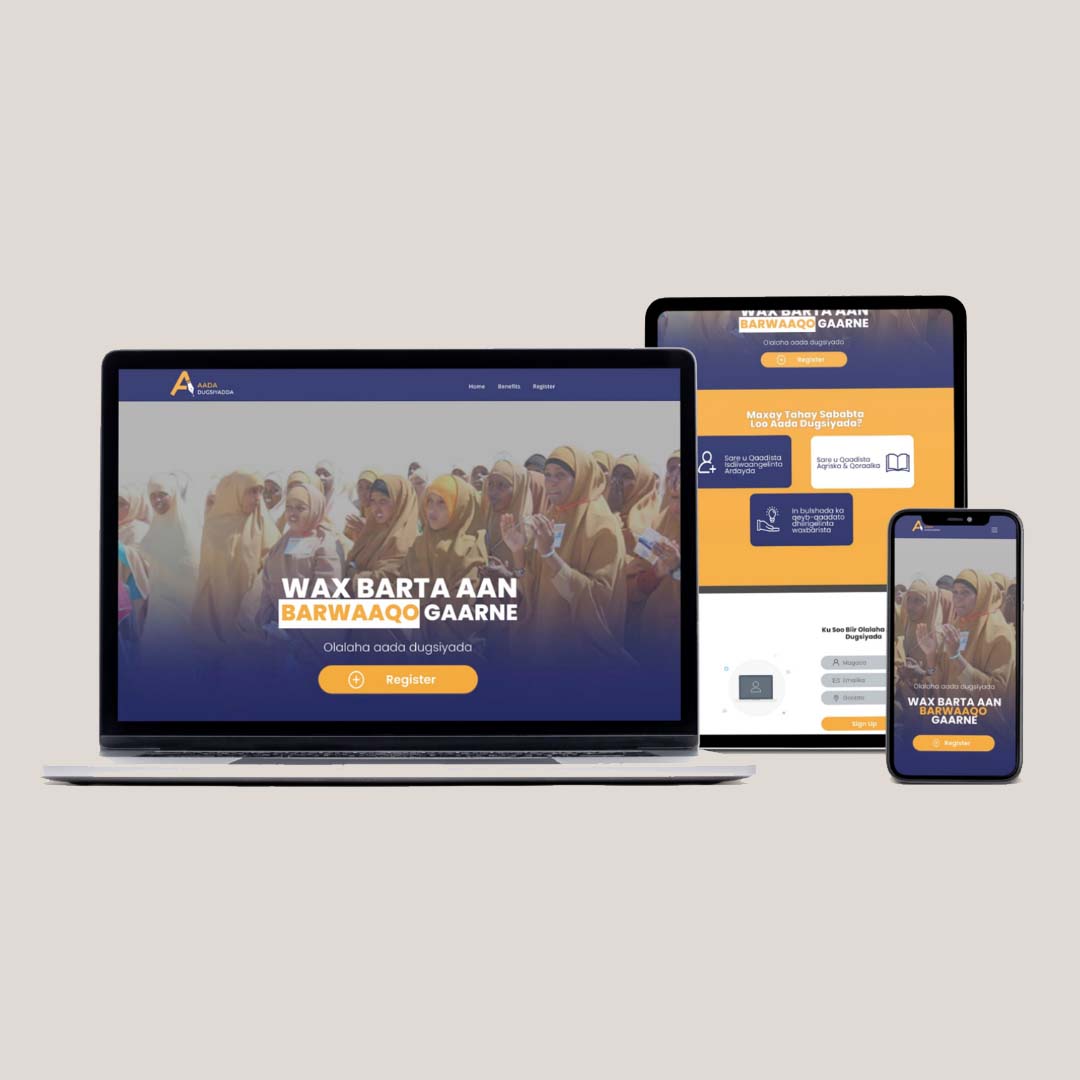 AADA
DUGSIYADDA
Home Benefits Register
WAX BARTA AAN
BARWAAQO GAARNE
Olalaha aada dugsiyada
Register
WAX BARTA AAN
BARWAAQO GAARNE
Olalaha aada dugsiyada
Register
Maxay Tahay Sababta
Loo Aada Dugsiyada?
Sare u Qaadista
Isdiiwaangelinta
Ardayda
Sare u Qaadista
Aqriska & Qoraalka
In bulshada ka
qeyb-qaadato
dhiirigelinta
waxbarista
Ku Soo Biir Olalaha
Dugsiyada
Magaca
Emailka
Sign Up
Olalaha aada dugsiyada
WAX BARTA AAN
BARWAAQO
GAARNE
Register